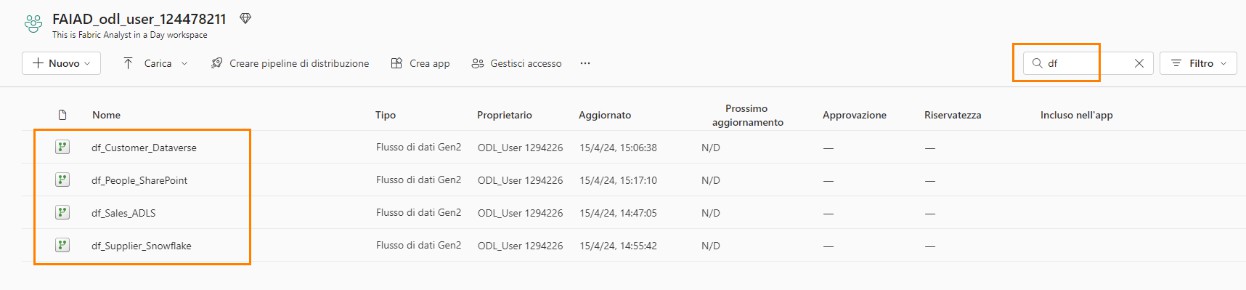 FAIAD_odl_user_124478211
This is Fabric Analyst in a Day workspace
Nuovo Carica Creare pipeline di distribuzione Crea app Gestisci accesso ··· df Filtro
Nome Tipo Proprietario Aggiornato Prossimo aggiornamento Approvazione Riservatezza Incluso nell'app
df_Customer_Dataverse Flusso di dati Gen2 ODL_User 1294226 15/4/24, 15:06:38 N/D — —
df_People_SharePoint Flusso di dati Gen2 ODL_User 1294226 15/4/24, 15:17:10 N/D — —
df_Sales_ADLS Flusso di dati Gen2 ODL_User 1294226 15/4/24, 14:47:05 N/D — —
df_Supplier_Snowflake Flusso di dati Gen2 ODL_User 1294226 15/4/24, 14:55:42 N/D — —